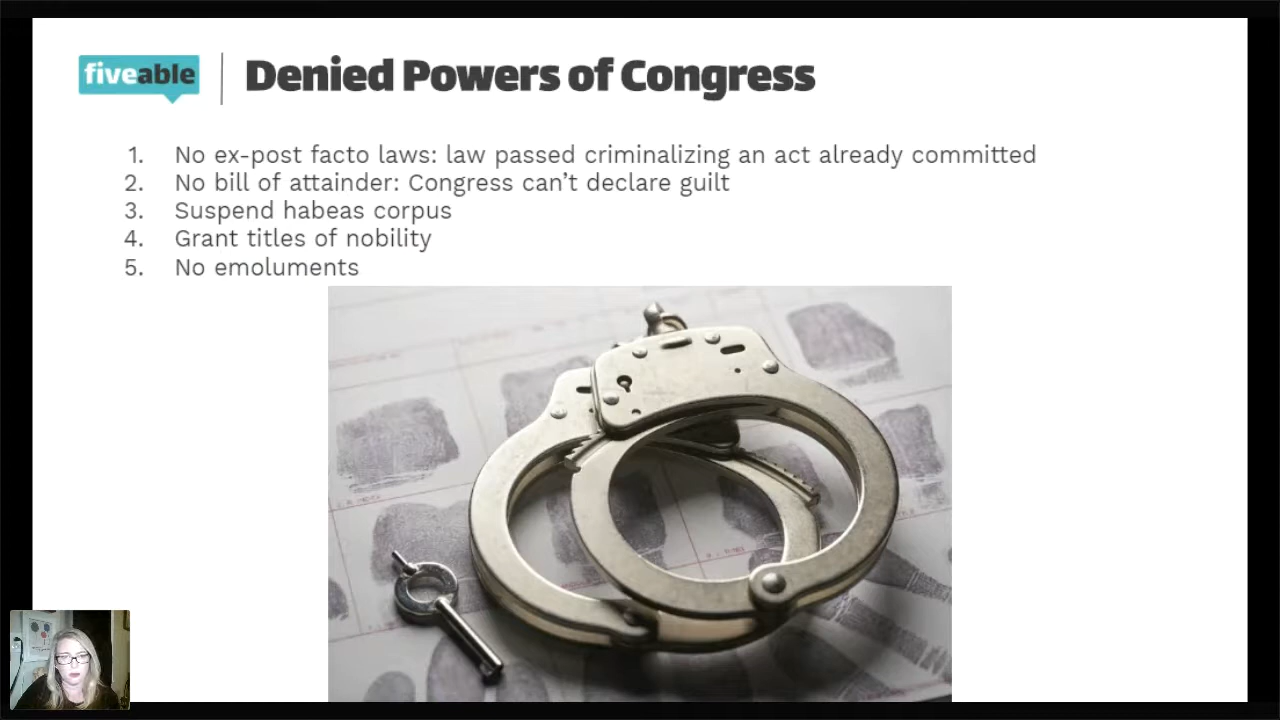 fiveable
Denied Powers of Congress
1. No ex-post facto laws: law passed criminalizing an act already committed
2. No bill of attainder: Congress can't declare guilt
3. Suspend habeas corpus
4. Grant titles of nobility
5. No emoluments